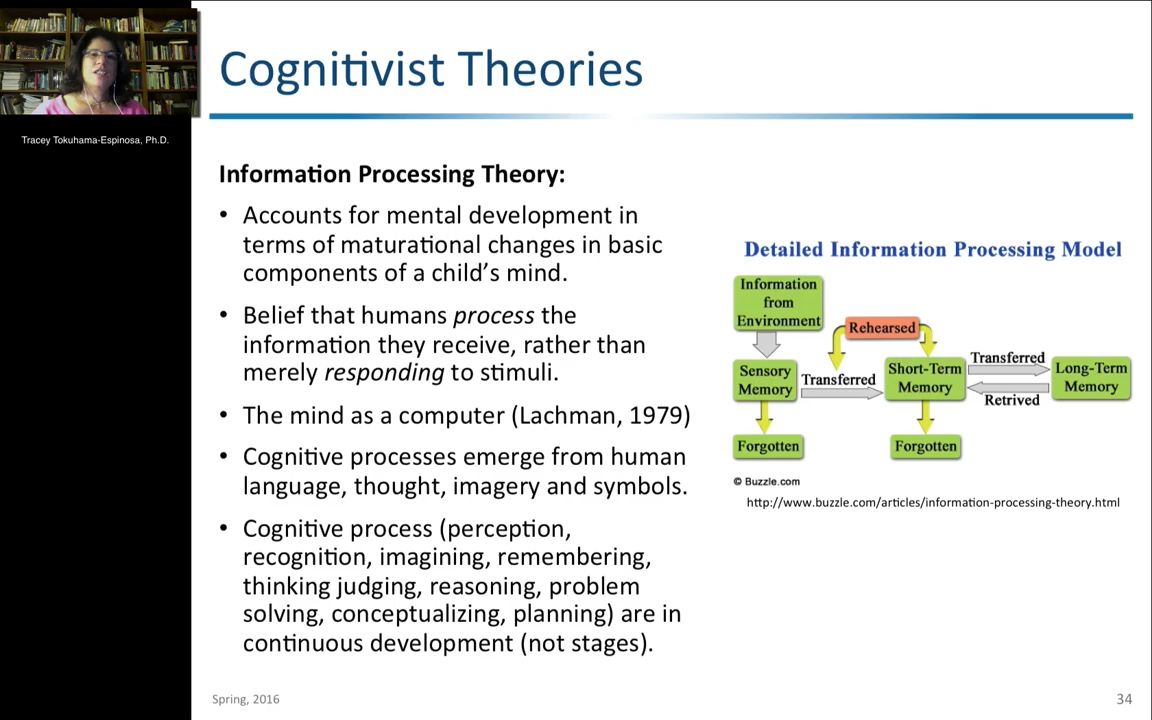 Cognitivist Theories
Tracey Tokuhama-Espinosa, Ph.D.
Information Processing Theory:
• Accounts for mental development in
terms of maturational changes in basic
components of a child’s mind.
• Belief that humans process the
information they receive, rather than
merely responding to stimuli.
• The mind as a computer (Lachman, 1979)
• Cognitive processes emerge from human
language, thought, imagery and symbols.
• Cognitive process (perception,
recognition, imagining, remembering,
thinking judging, reasoning, problem
solving, conceptualizing, planning) are in
continuous development (not stages).
Detailed Information Processing Model
Information
from
Environment
Rehearsed
Sensory
Memory
Transferred
Short-Term
Memory
Transferred
Retrived
Long-Term
Memory
Forgotten
Forgotten
© Buzzle.com
http://www.buzzle.com/articles/information-processing-theory.html
Spring, 2016
34